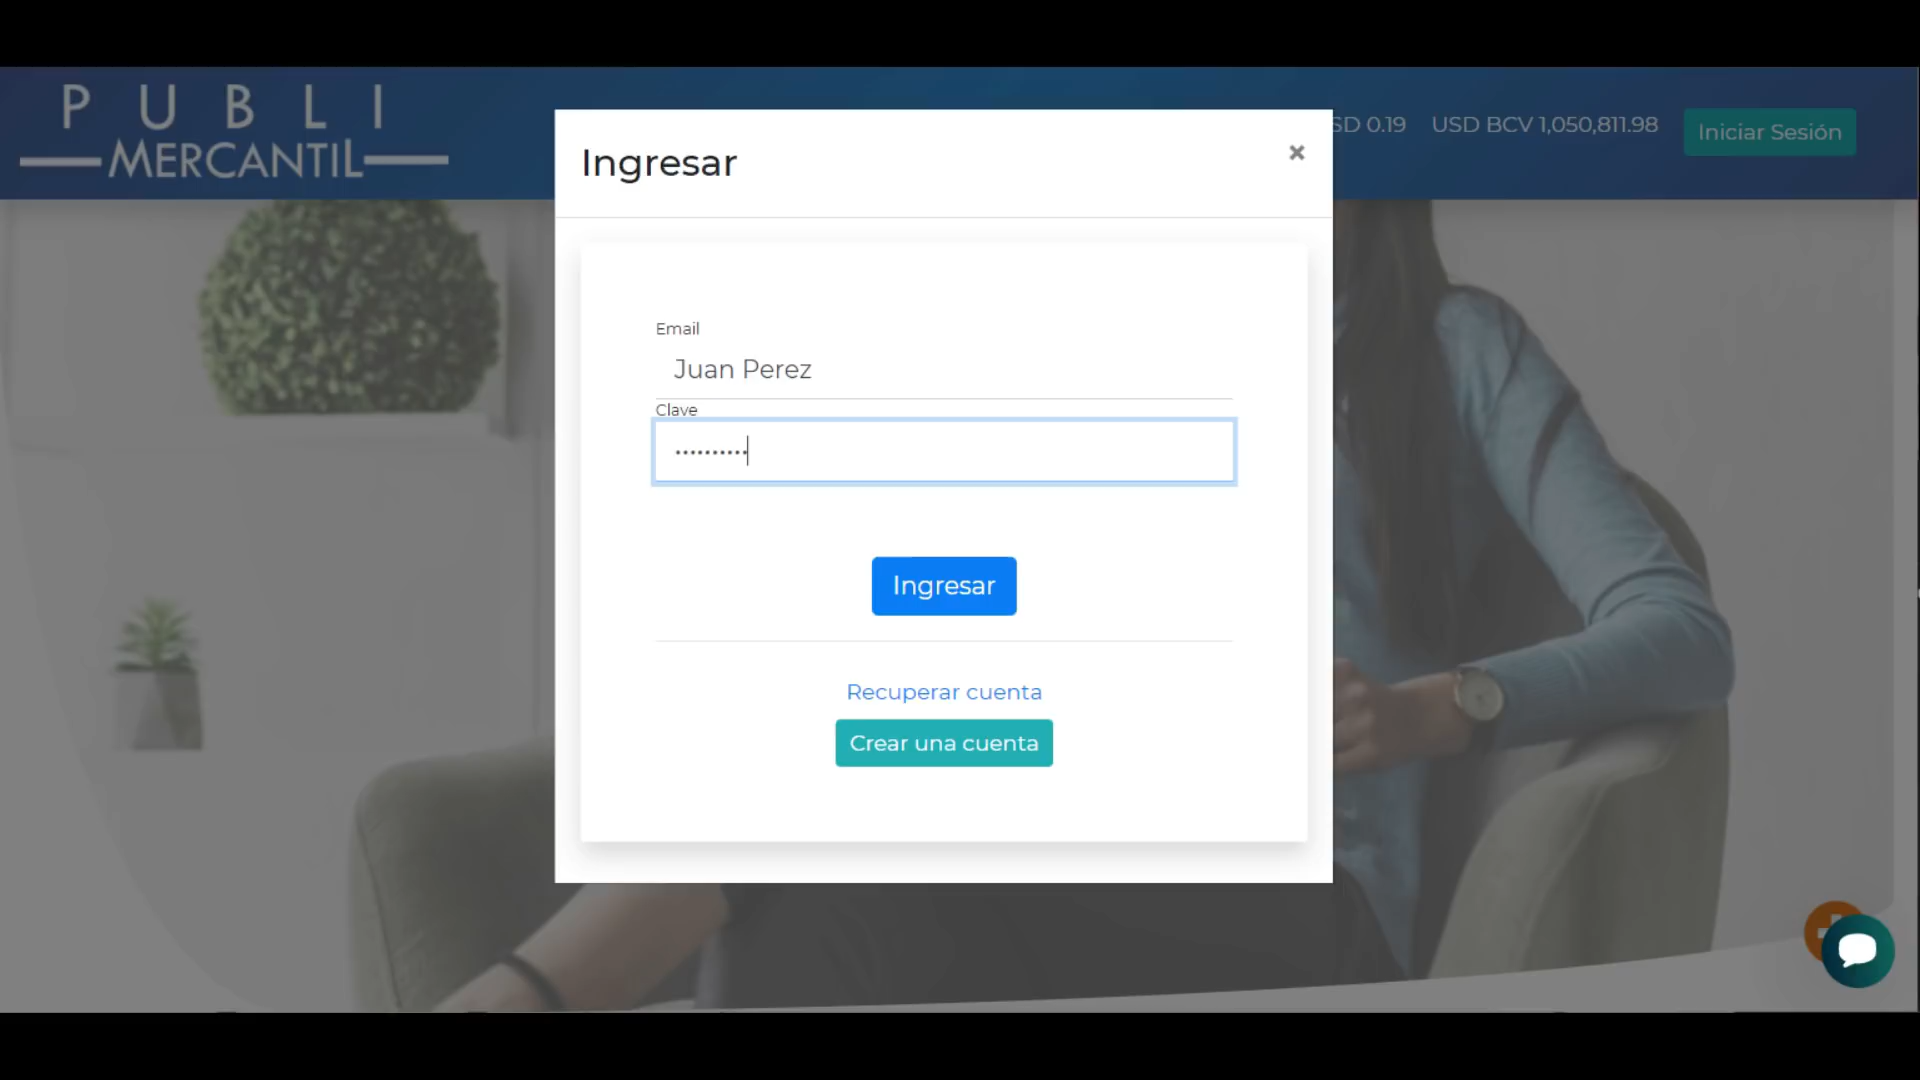 PUBLI
MERCANTIL
SD 0.19 USD BCV 1,050,811.98 Iniciar Sesión
Ingresar ×
Email
Juan Perez
Clave
••••••••••
Ingresar
Recuperar cuenta
Crear una cuenta